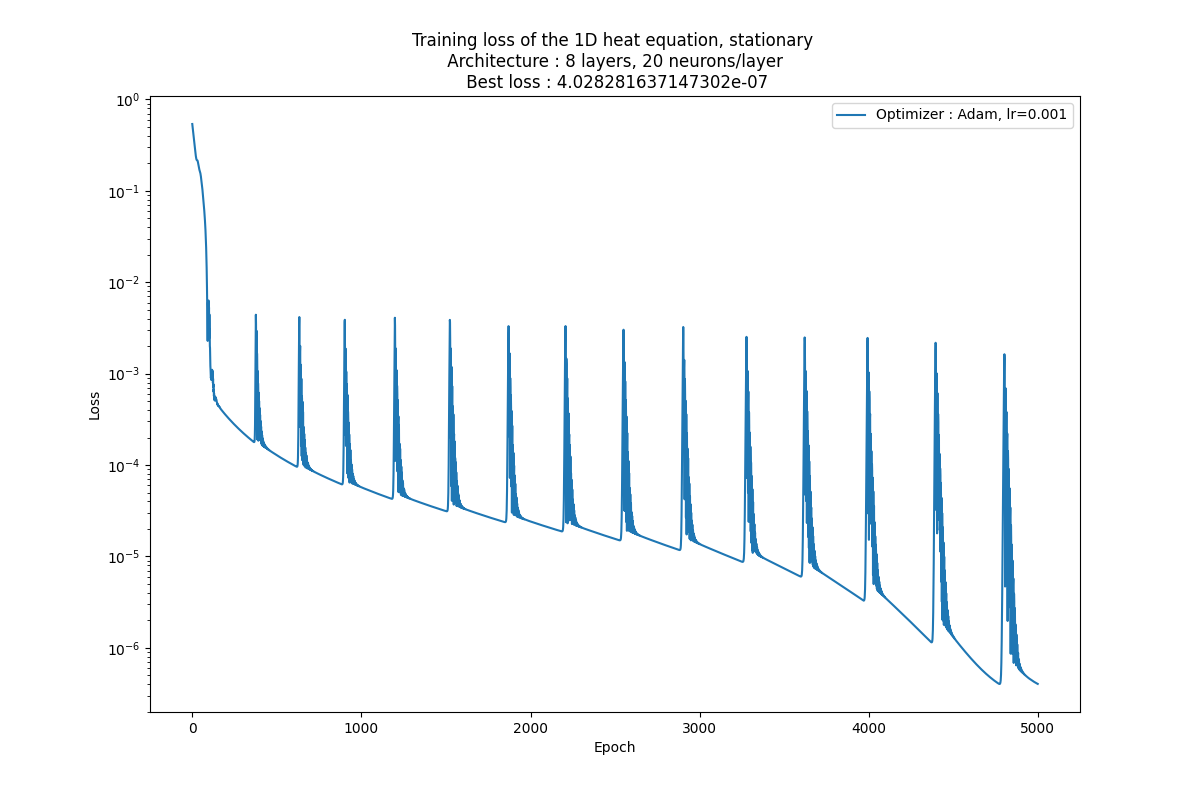 Training loss of the 1D heat equation, stationary
Architecture : 8 layers, 20 neurons/layer
Best loss : 4.028281637147302e-07
Optimizer : Adam, lr=0.001
10⁰
10⁻¹
10⁻²
10⁻³
10⁻⁴
10⁻⁵
10⁻⁶
Loss
0 1000 2000 3000 4000 5000
Epoch